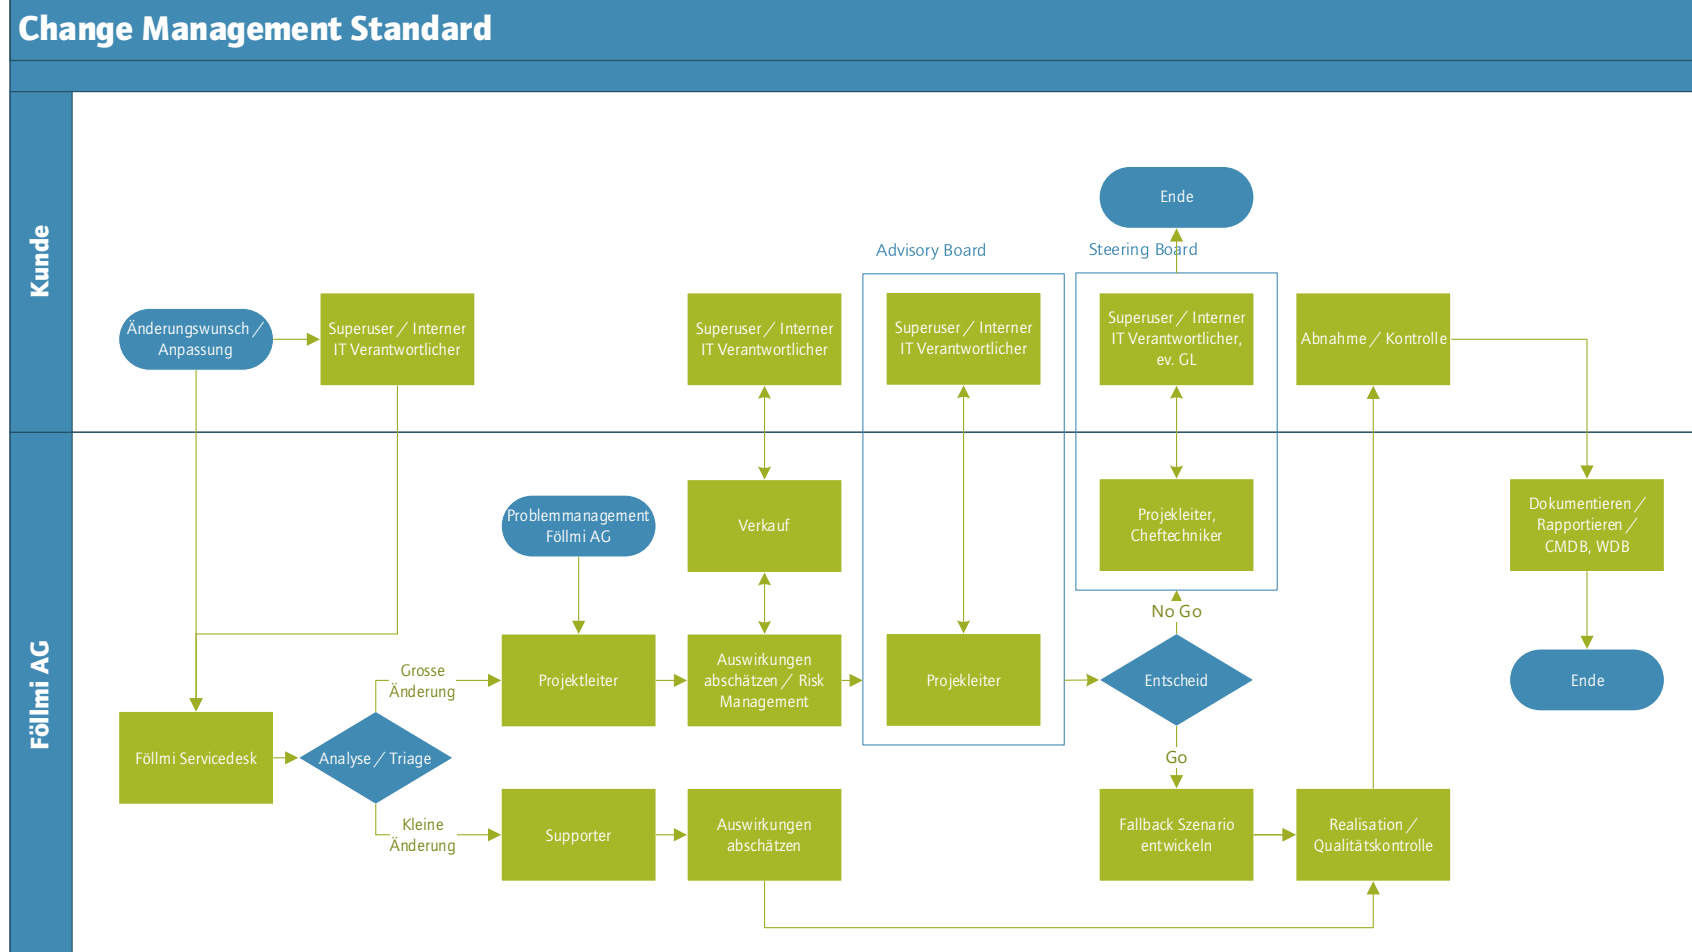 Change Management Standard
Kunde
Ende
Advisory Board
Steering Board
Änderungswunsch /
Anpassung
Superuser / Interner
IT Verantwortlicher
Superuser / Interner
IT Verantwortlicher
Superuser / Interner
IT Verantwortlicher
Superuser / Interner
IT Verantwortlicher,
ev. GL
Abnahme / Kontrolle
Föllmi AG
Problemmanagement
Föllmi AG
Verkauf
Projekleiter,
Cheftechniker
Dokumentieren /
Rapportieren /
CMDB, WDB
No Go
Grosse
Änderung
Projektleiter
Auswirkungen
abschätzen / Risk
Management
Projekleiter
Entscheid
Ende
Föllmi Servicedesk
Analyse / Triage
Go
Kleine
Änderung
Supporter
Auswirkungen
abschätzen
Fallback Szenario
entwickeln
Realisation /
Qualitätskontrolle